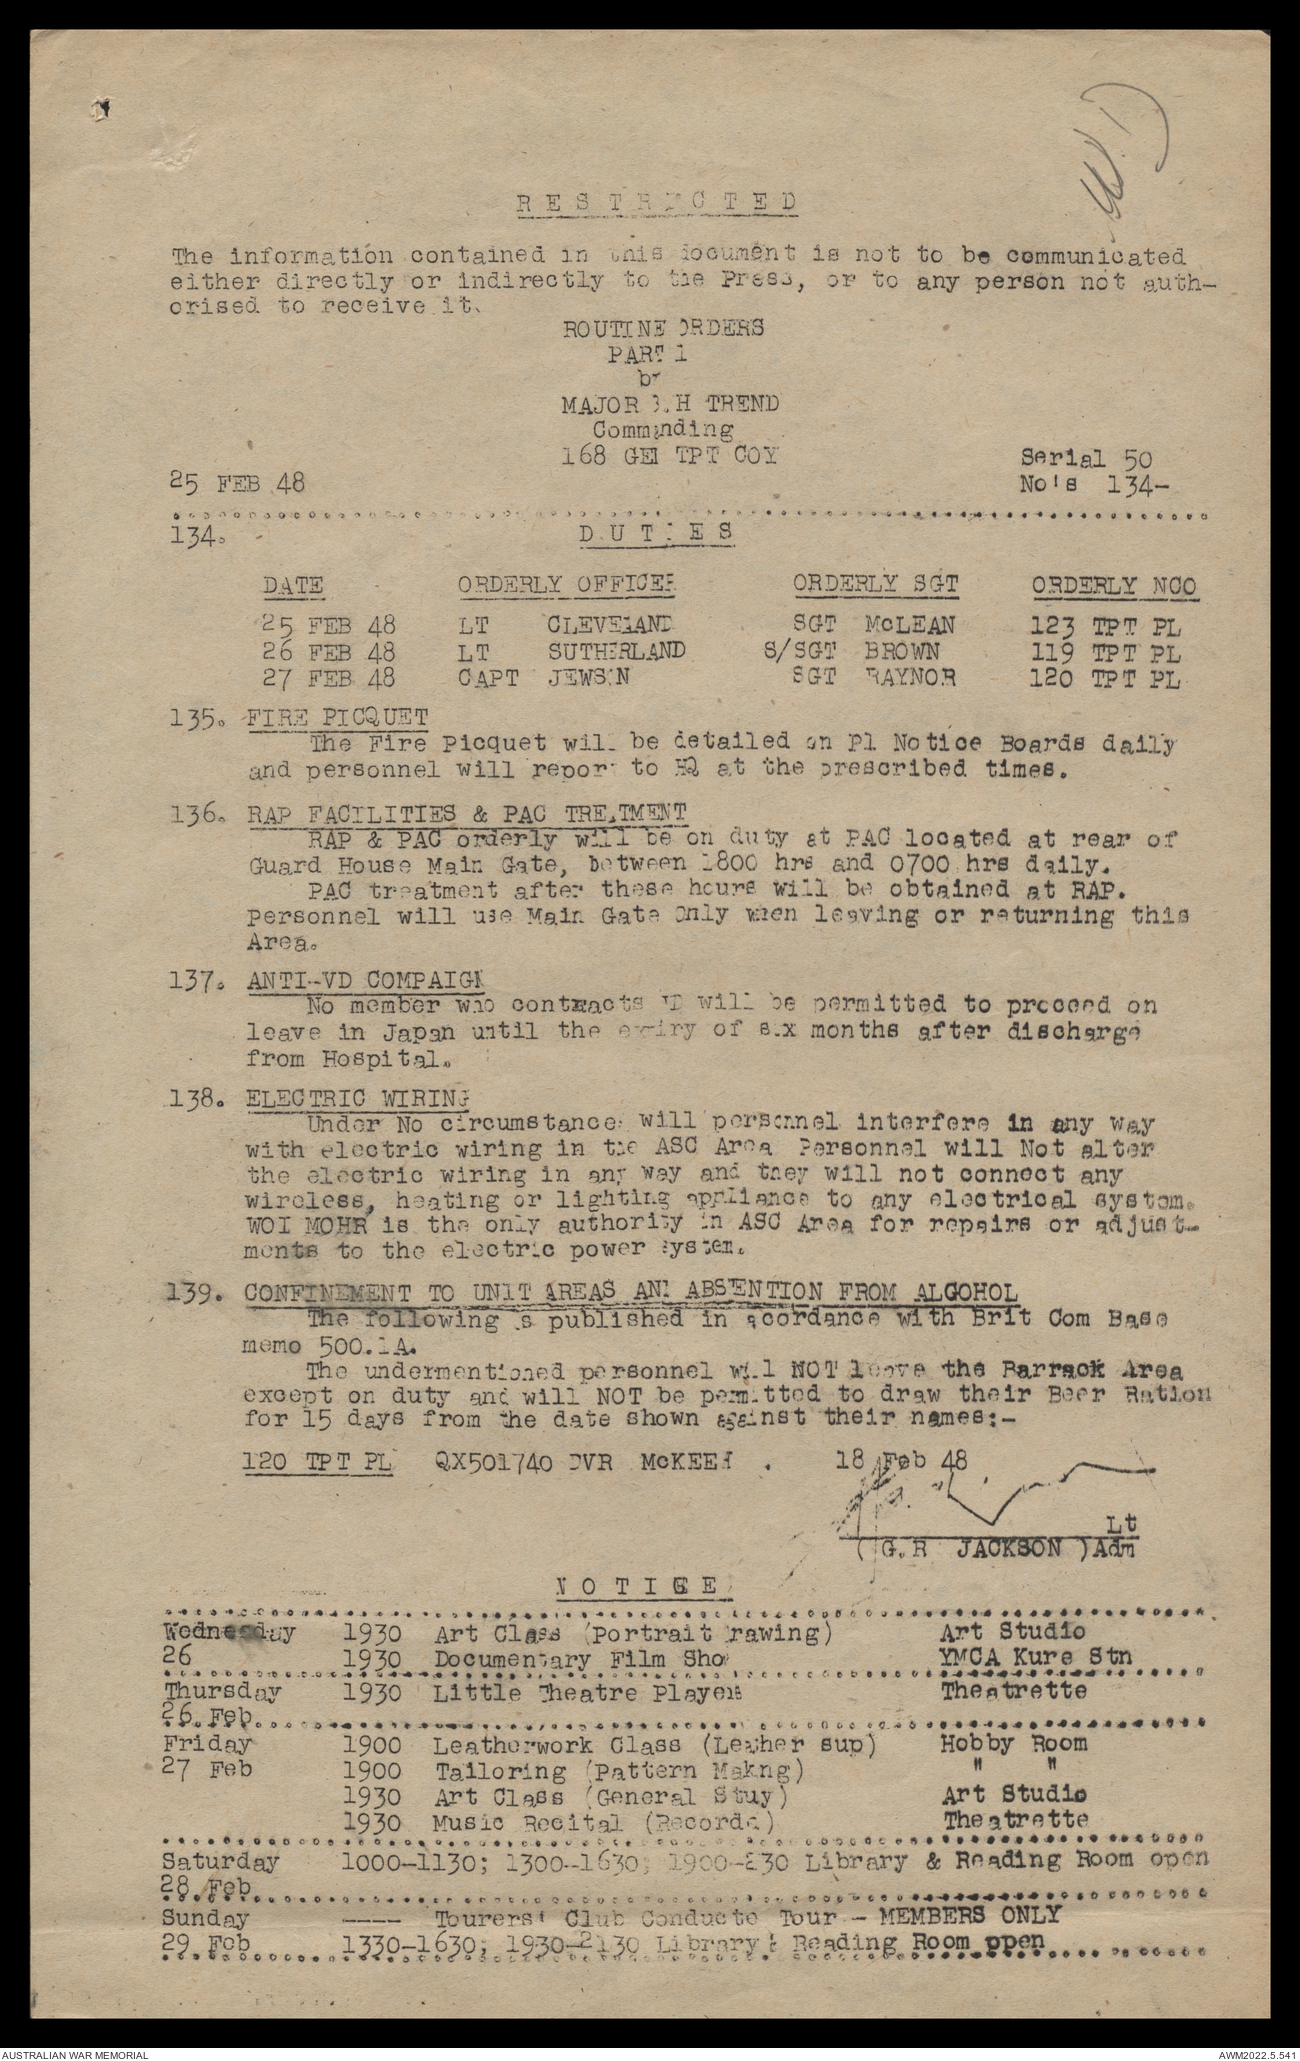 RESTRICTED
The information contained in this document is not to be communicated
either directly or indirectly to the Press, or to any person not auth-
orised to receive it.
ROUTINE ORDERS
PART 1
by
MAJOR H TREND
Commanding
168 GEN TPT COY
Serial 50
25 FEB 48 No's 134-
134. DUTIES
DATE ORDERLY OFFICER ORDERLY SGT ORDERLY NCO
25 FEB 48 LT CLEVELAND SGT McLEAN 123 TPT PL
26 FEB 48 LT SUTHERLAND S/SGT BROWN 119 TPT PL
27 FEB 48 CAPT JEWSON SGT RAYNOR 120 TPT PL
135. FIRE PICQUET
The Fire Picquet will be detailed on Pl Notice Boards daily
and personnel will report to HQ at the prescribed times.
136. RAP FACILITIES & PAC TREATMENT
RAP & PAC orderly will be on duty at PAC located at rear of
Guard House Main Gate, between 1800 hrs and 0700 hrs daily.
PAC treatment after these hours will be obtained at RAP.
Personnel will use Main Gate Only when leaving or returning this
Area.
137. ANTI-VD COMPAIGN
No member who contracts VD will be permitted to proceed on
leave in Japan until the expiry of six months after discharge
from Hospital.
138. ELECTRIC WIRING
Under No circumstances will personnel interfere in any way
with electric wiring in the ASC Area Personnel will Not alter
the electric wiring in any way and they will not connect any
wireless, heating or lighting appliance to any electrical system.
WOI MOHR is the only authority in ASC Area for repairs or adjust-
ments to the electric power system.
139. CONFINEMENT TO UNIT AREAS AND ABSENTION FROM ALCOHOL
The following is published in acordance with Brit Com Base
memo 500.1A.
The undermentioned personnel will NOT leave the Barrack Area
except on duty and will NOT be permitted to draw their Beer Ration
for 15 days from the date shown against their names:-
120 TPT PL QX501740 DVR McKEEH . 18 Feb 48
Lt
(G.R JACKSON )Adm
NOTICE
Wednesday 1930 Art Class (Portrait Drawing) Art Studio
26 1930 Documentary Film Show YMCA Kure Stn
Thursday 1930 Little Theatre Players Theatrette
26 Feb
Friday 1900 Leatherwork Class (Leather sup) Hobby Room
27 Feb 1900 Tailoring (Pattern Makng) " "
1930 Art Class (General Stuy) Art Studio
1930 Music Recital (Recorded) Theatrette
Saturday 1000-1130; 1300-1630; 1900-230 Library & Reading Room open
28 Feb
Sunday ---- Tourers' Club Conducte Tour - MEMBERS ONLY
29 Feb 1330-1630; 1930-2130 Library & Reading Room ppen
AUSTRALIAN WAR MEMORIAL AWM2022.5.541